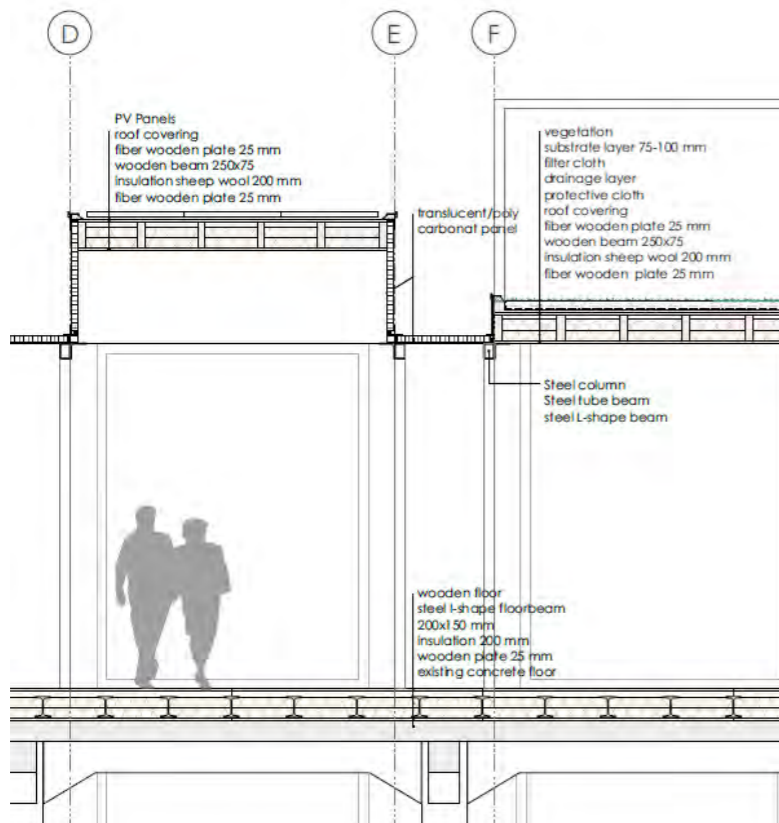 D
E
F
PV Panels
roof covering
fiber wooden plate 25 mm
wooden beam 250x75
insulation sheep wool 200 mm
fiber wooden plate 25 mm
translucent/poly
carbonat panel
vegetation
substrate layer 75-100 mm
filter cloth
drainage layer
protective cloth
roof covering
fiber wooden plate 25 mm
wooden beam 250x75
insulation sheep wool 200 mm
fiber wooden plate 25 mm
Steel column
Steel tube beam
steel L-shape beam
wooden floor
steel I-shape floorbeam
200x150 mm
insulation 200 mm
wooden plate 25 mm
existing concrete floor